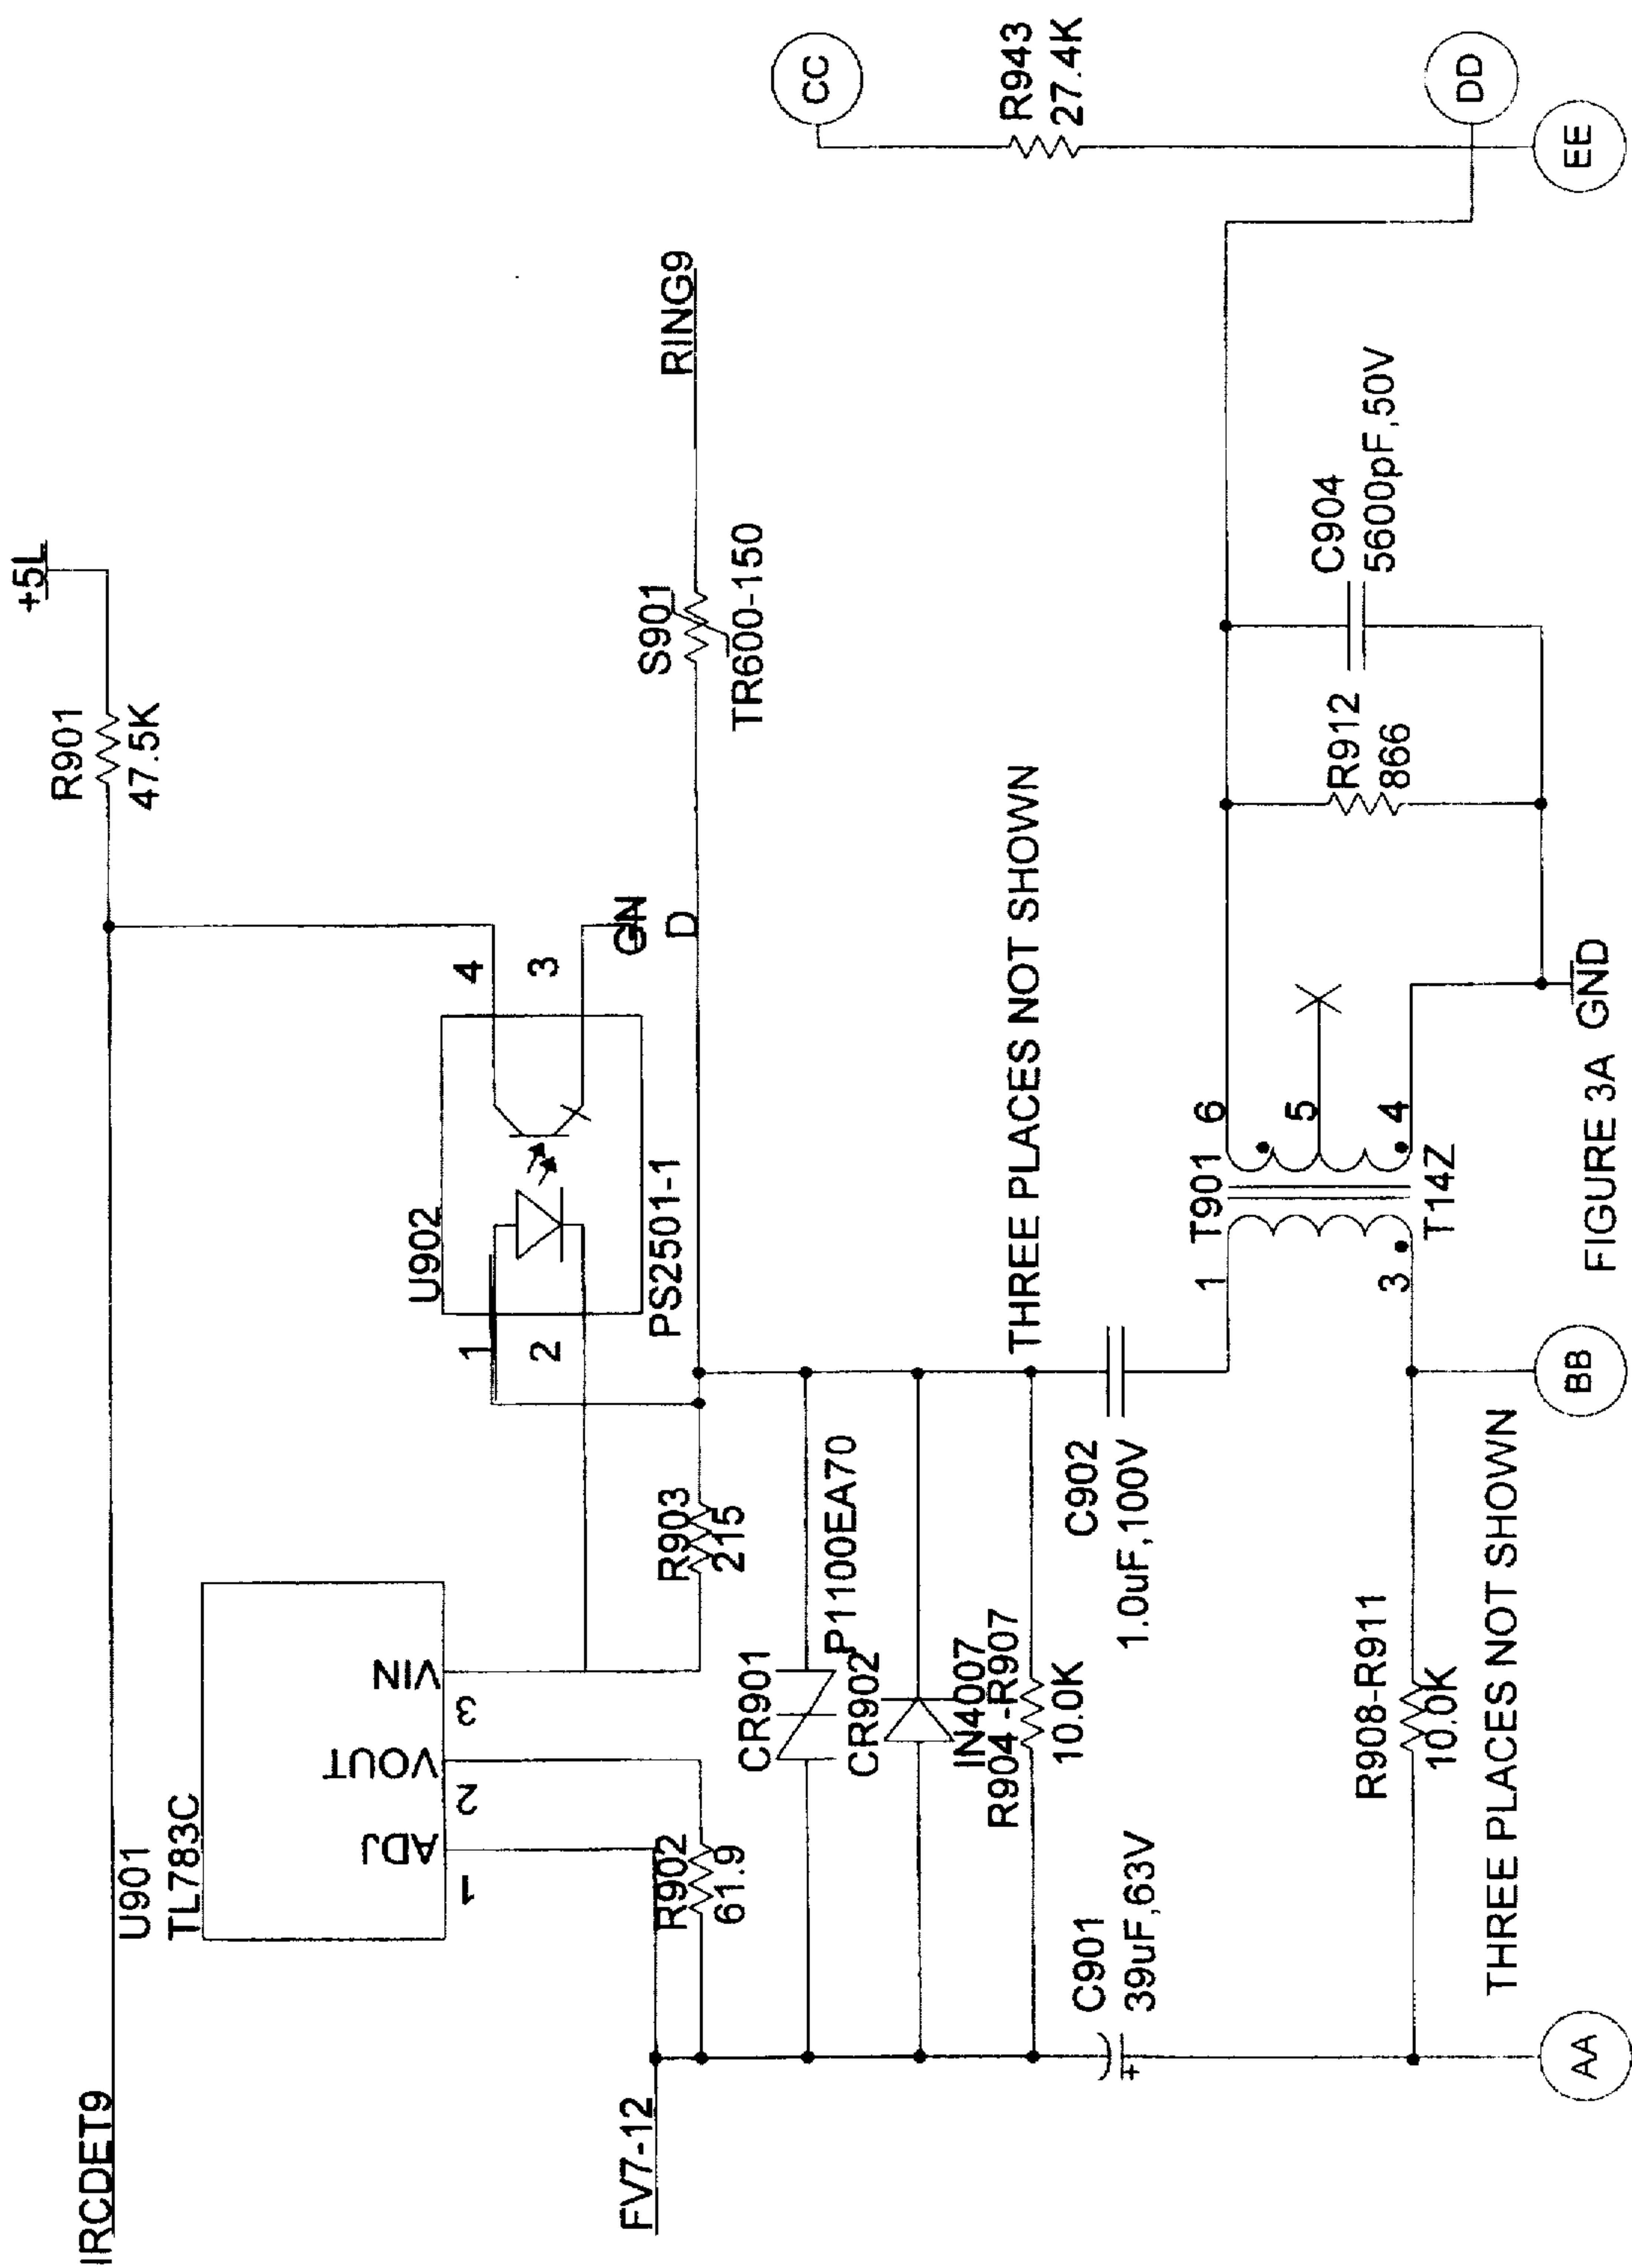 IRCDET9
R901
47.5K
+5L
U901
TL783C
ADJ
VOUT
VIN
1
2
3
U902
1
2
4
3
PS2501-1
GN
D
FV7-12
R902
61.9
R903
215
S901
TR600-150
RING9
CR901
P1100EA70
CR902
IN4007
R904-R907
10.0K
THREE PLACES NOT SHOWN
C901
39uF,63V
+
C902
1.0uF,100V
T901
1
3
6
5
4
T14Z
R912
866
C904
5600pF,50V
CC
R943
27.4K
DD
EE
R908-R911
10.0K
THREE PLACES NOT SHOWN
AA
BB
GND
FIGURE 3A